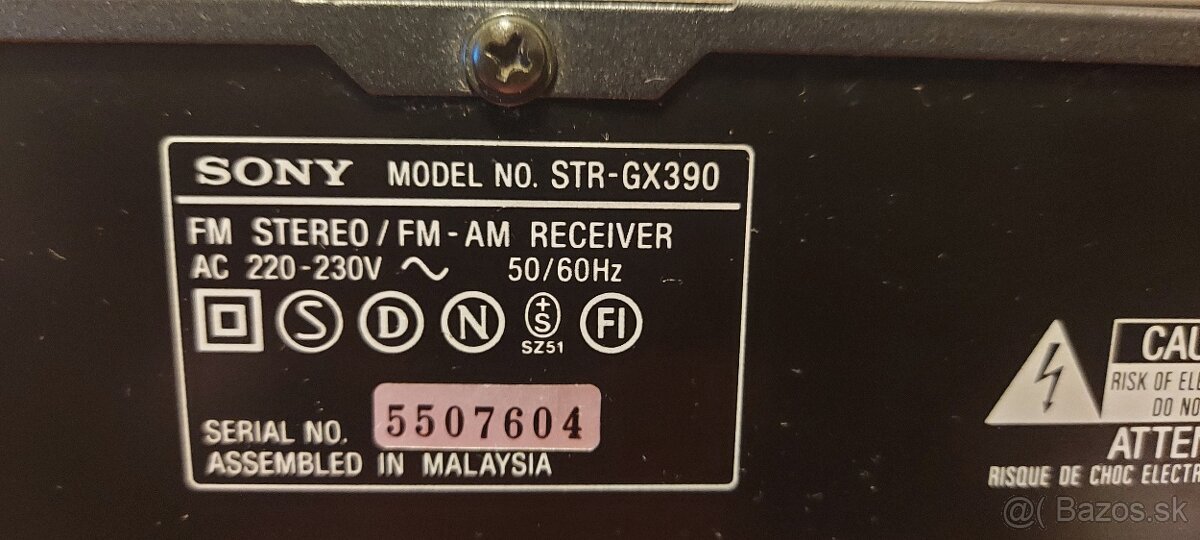 SONY MODEL NO. STR-GX390
FM STEREO / FM - AM RECEIVER
AC 220-230V ～ 50/60Hz
S D N +S FI
SZ51
SERIAL NO. 5507604
ASSEMBLED IN MALAYSIA
CAU
RISK OF ELE
DO NO
ATTEN
RISQUE DE CHOC ELECTR
@( Bazos.sk